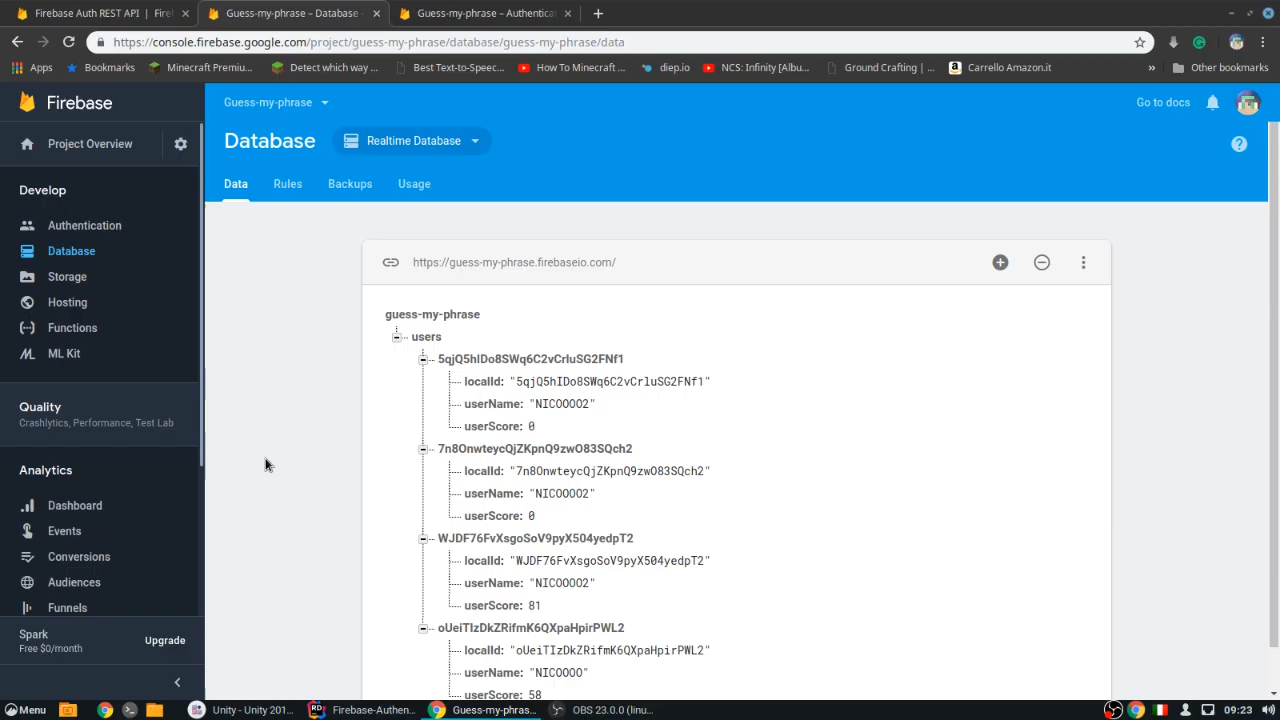 Firebase Auth REST API | Fire
Guess-my-phrase – Database
Guess-my-phrase – Authentica
https://console.firebase.google.com/project/guess-my-phrase/database/guess-my-phrase/data
Apps
Bookmarks
Minecraft Premiu...
Detect which way ...
Best Text-to-Speec...
How To Minecraft ...
diep.io
NCS: Infinity [Albu...
Ground Crafting | ...
Carrello Amazon.it
»
Other bookmarks
Firebase
Guess-my-phrase
Go to docs
Project Overview
Database
Realtime Database
?
Develop
Data
Rules
Backups
Usage
Authentication
Database
Storage
Hosting
Functions
ML Kit
Quality
Crashlytics, Performance, Test Lab
Analytics
Dashboard
Events
Conversions
Audiences
Funnels
Spark
Free $0/month
Upgrade
https://guess-my-phrase.firebaseio.com/
guess-my-phrase
users
5qjQ5hIDo8SWq6C2vCrluSG2FNf1
localId: "5qjQ5hIDo8SWq6C2vCrluSG2FNf1"
userName: "NICOOOO2"
userScore: 0
7n8OnwteycQjZKpnQ9zwO83SQch2
localId: "7n8OnwteycQjZKpnQ9zwO83SQch2"
userName: "NICOOOO2"
userScore: 0
WJDF76FvXsgoSoV9pyX504yedpT2
localId: "WJDF76FvXsgoSoV9pyX504yedpT2"
userName: "NICOOOO2"
userScore: 81
oUeiTIzDkZRifmK6QXpaHpirPWL2
localId: "oUeiTIzDkZRifmK6QXpaHpirPWL2"
userName: "NICOOOO"
userScore: 58
Menu
Unity - Unity 201...
RD
Firebase-Authen...
Guess-my-phras...
OBS 23.0.0 (linu...
09:23